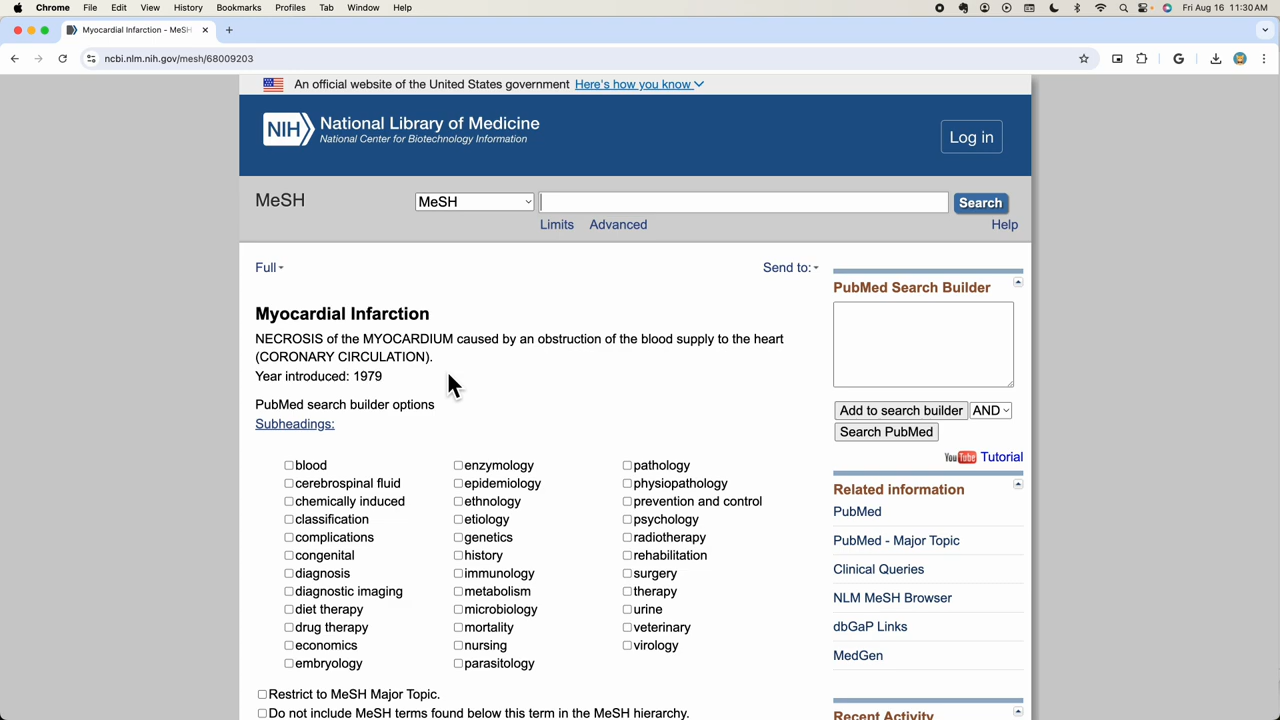 Chrome File Edit View History Bookmarks Profiles Tab Window Help Fri Aug 16 11:30 AM
Myocardial Infarction - MeSH
ncbi.nlm.nih.gov/mesh/68009203
An official website of the United States government Here's how you know
NIH National Library of Medicine
National Center for Biotechnology Information
Log in
MeSH MeSH Search
Limits Advanced Help
Full Send to:
Myocardial Infarction
NECROSIS of the MYOCARDIUM caused by an obstruction of the blood supply to the heart
(CORONARY CIRCULATION).
Year introduced: 1979
PubMed search builder options
Subheadings:
blood enzymology pathology
cerebrospinal fluid epidemiology physiopathology
chemically induced ethnology prevention and control
classification etiology psychology
complications genetics radiotherapy
congenital history rehabilitation
diagnosis immunology surgery
diagnostic imaging metabolism therapy
diet therapy microbiology urine
drug therapy mortality veterinary
economics nursing virology
embryology parasitology
Restrict to MeSH Major Topic.
Do not include MeSH terms found below this term in the MeSH hierarchy.
PubMed Search Builder
Add to search builder AND
Search PubMed
YouTube Tutorial
Related information
PubMed
PubMed - Major Topic
Clinical Queries
NLM MeSH Browser
dbGaP Links
MedGen
Recent Activity